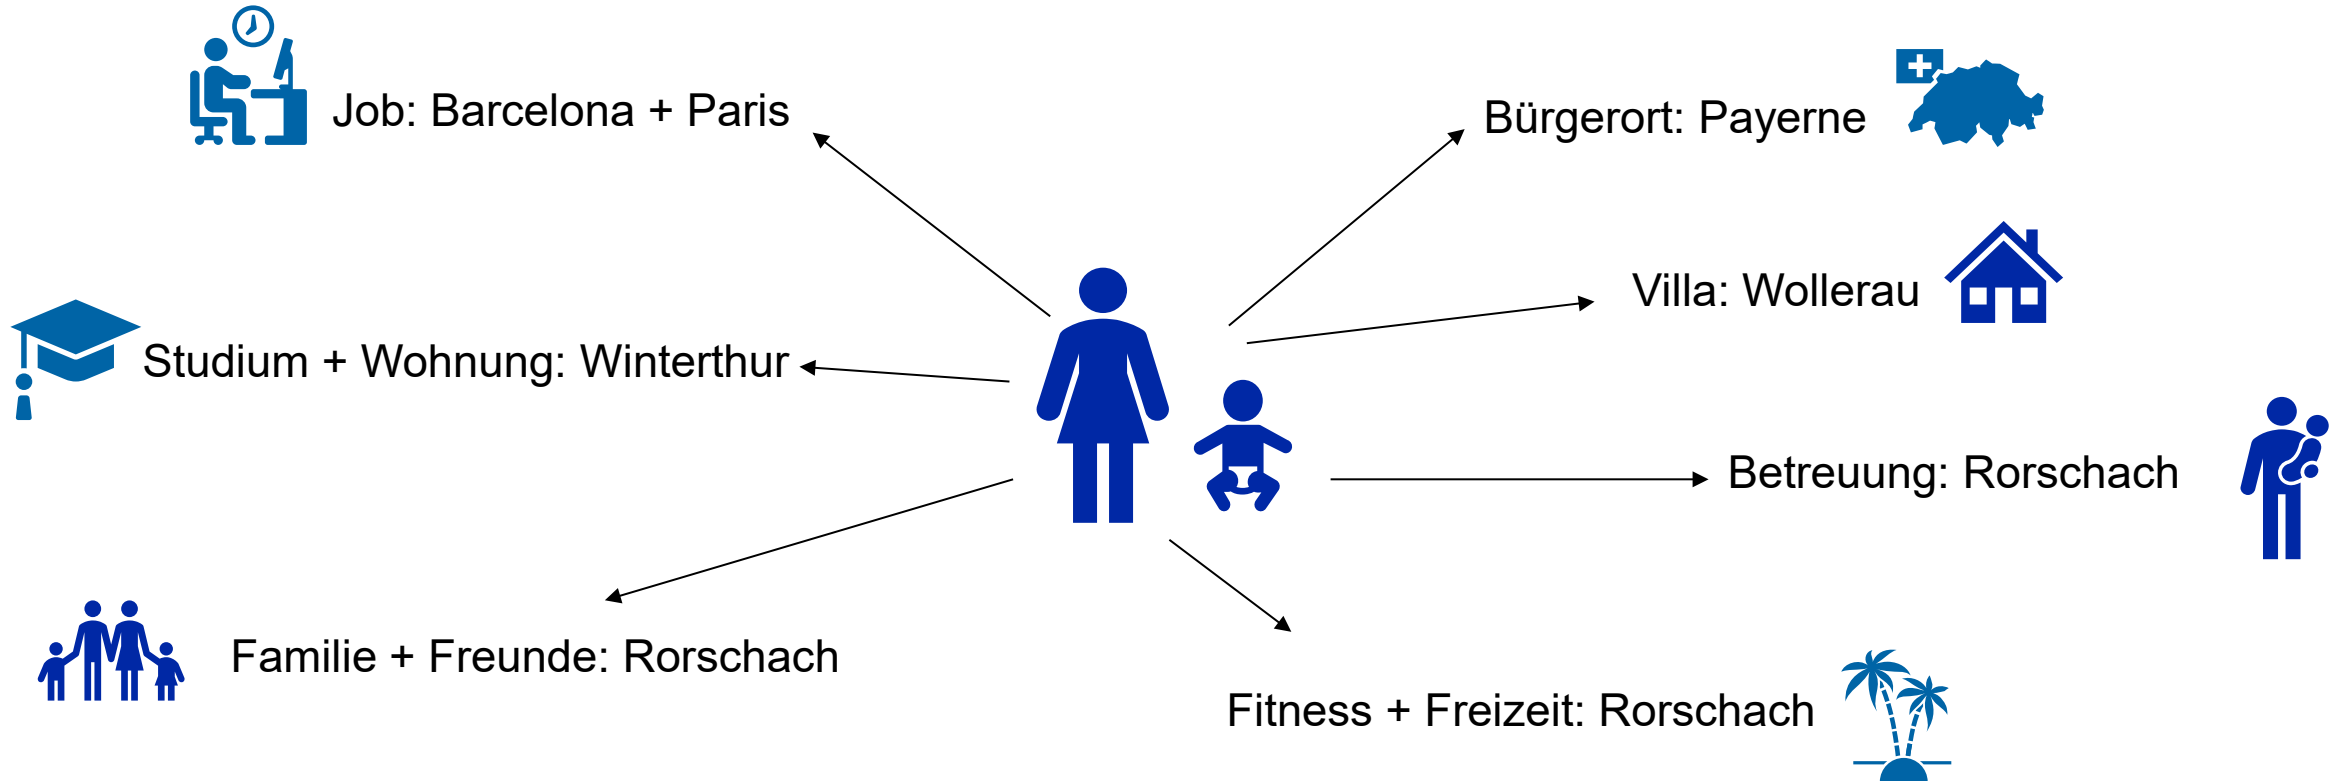 Job: Barcelona + Paris
Bürgerort: Payerne
Villa: Wollerau
Studium + Wohnung: Winterthur
Betreuung: Rorschach
Familie + Freunde: Rorschach
Fitness + Freizeit: Rorschach